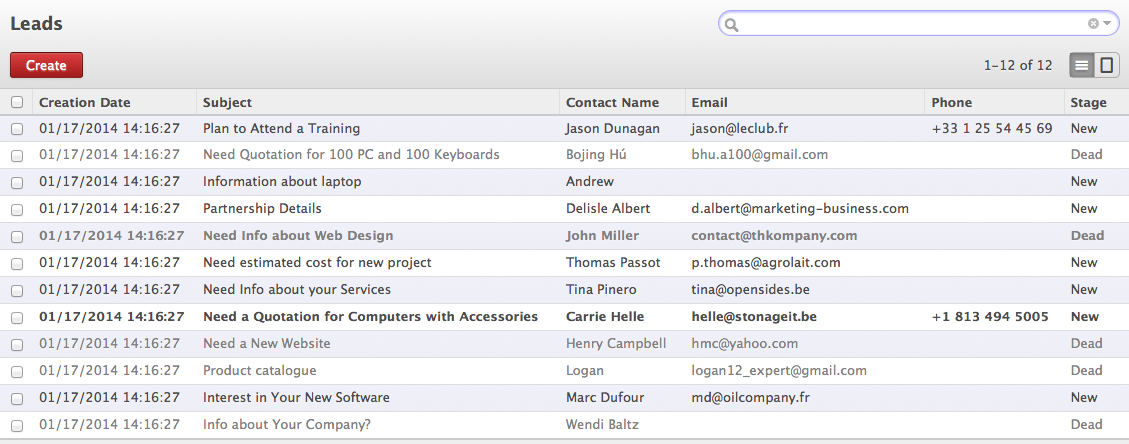 Leads
Create
1-12 of 12
Creation Date Subject Contact Name Email Phone Stage
01/17/2014 14:16:27 Plan to Attend a Training Jason Dunagan jason@leclub.fr +33 1 25 54 45 69 New
01/17/2014 14:16:27 Need Quotation for 100 PC and 100 Keyboards Bojing Hú bhu.a100@gmail.com Dead
01/17/2014 14:16:27 Information about laptop Andrew New
01/17/2014 14:16:27 Partnership Details Delisle Albert d.albert@marketing-business.com New
01/17/2014 14:16:27 Need Info about Web Design John Miller contact@thkompany.com Dead
01/17/2014 14:16:27 Need estimated cost for new project Thomas Passot p.thomas@agrolait.com New
01/17/2014 14:16:27 Need Info about your Services Tina Pinero tina@opensides.be New
01/17/2014 14:16:27 Need a Quotation for Computers with Accessories Carrie Helle helle@stonageit.be +1 813 494 5005 New
01/17/2014 14:16:27 Need a New Website Henry Campbell hmc@yahoo.com Dead
01/17/2014 14:16:27 Product catalogue Logan logan12_expert@gmail.com Dead
01/17/2014 14:16:27 Interest in Your New Software Marc Dufour md@oilcompany.fr New
01/17/2014 14:16:27 Info about Your Company? Wendi Baltz Dead